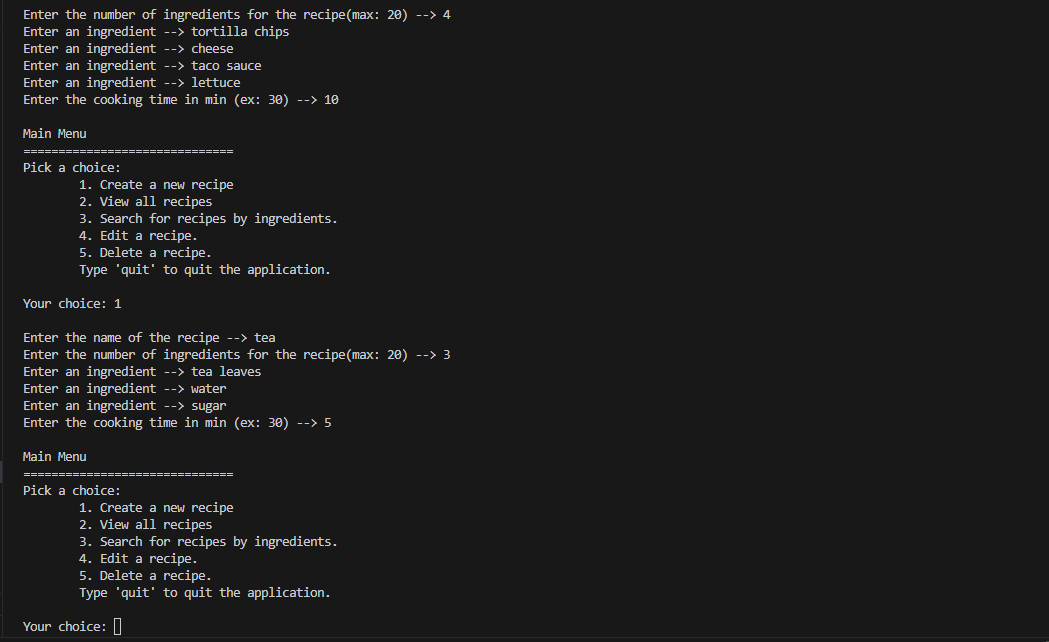 Enter the number of ingredients for the recipe(max: 20) --> 4
Enter an ingredient --> tortilla chips
Enter an ingredient --> cheese
Enter an ingredient --> taco sauce
Enter an ingredient --> lettuce
Enter the cooking time in min (ex: 30) --> 10
Main Menu
==============================
Pick a choice:
1. Create a new recipe
2. View all recipes
3. Search for recipes by ingredients.
4. Edit a recipe.
5. Delete a recipe.
Type 'quit' to quit the application.
Your choice: 1
Enter the name of the recipe --> tea
Enter the number of ingredients for the recipe(max: 20) --> 3
Enter an ingredient --> tea leaves
Enter an ingredient --> water
Enter an ingredient --> sugar
Enter the cooking time in min (ex: 30) --> 5
Main Menu
==============================
Pick a choice:
1. Create a new recipe
2. View all recipes
3. Search for recipes by ingredients.
4. Edit a recipe.
5. Delete a recipe.
Type 'quit' to quit the application.
Your choice: